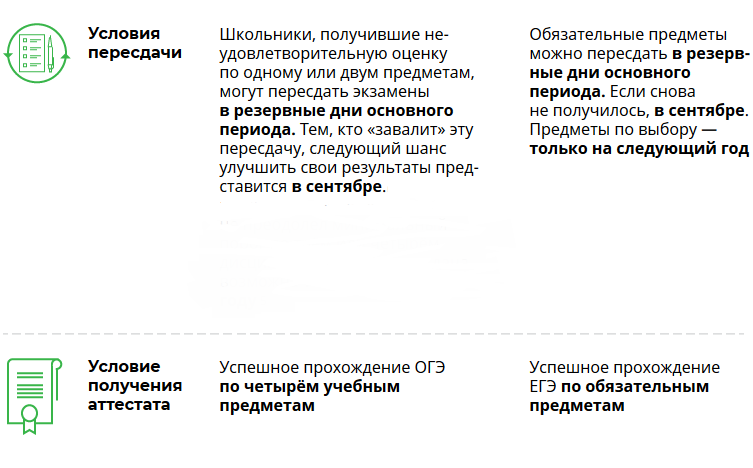 Условия
пересдачи
Школьники, получившие не-
удовлетворительную оценку
по одному или двум предметам,
могут пересдать экзамены
в резервные дни основного
периода. Тем, кто «завалит» эту
пересдачу, следующий шанс
улучшить свои результаты пред-
ставится в сентябре.
Обязательные предметы
можно пересдать в резерв-
ные дни основного
периода. Если снова
не получилось, в сентябре.
Предметы по выбору —
только на следующий год
Условие
получения
аттестата
Успешное прохождение ОГЭ
по четырём учебным
предметам
Успешное прохождение
ЕГЭ по обязательным
предметам